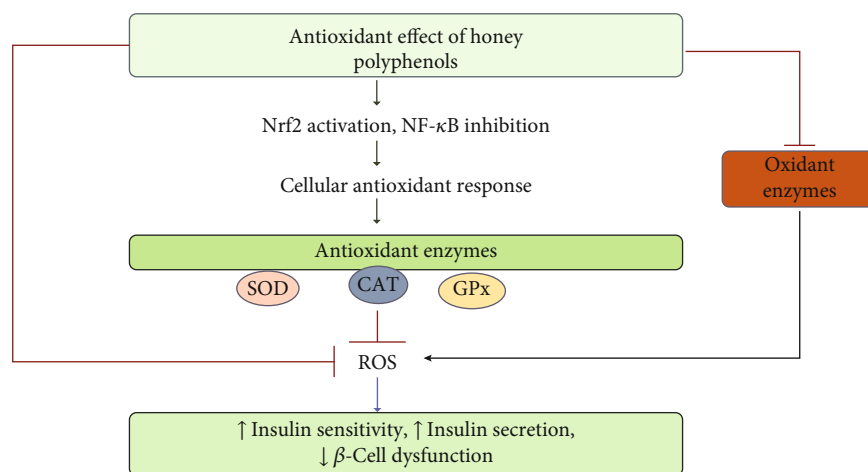 Antioxidant effect of honey
polyphenols
Nrf2 activation, NF-κB inhibition
Oxidant
enzymes
Cellular antioxidant response
Antioxidant enzymes
SOD
CAT
GPx
ROS
↑ Insulin sensitivity, ↑ Insulin secretion,
↓ β-Cell dysfunction